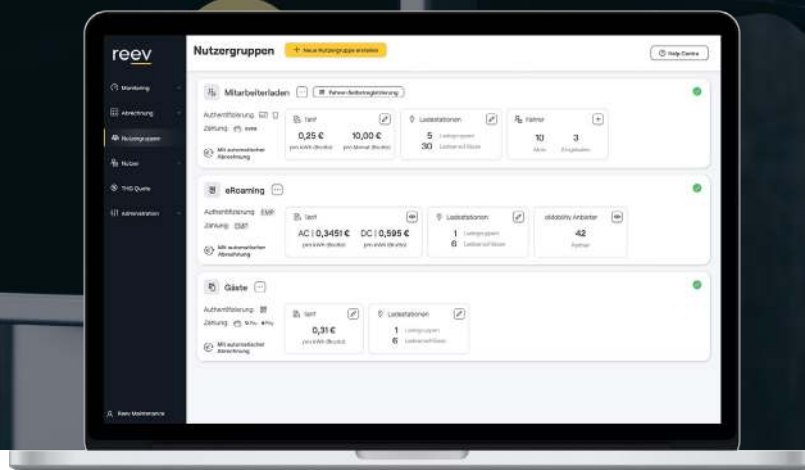 reev
Nutzergruppen
+ Neue Nutzergruppe erstellen
Help Centre
Monitoring
Abrechnung
Nutzergruppen
Nutzer
THG Quote
Administration
Reev Maintenance
Mitarbeiterladen
Fahrer-Selbstregistrierung
Authentifizierung
Zahlung
Mit automatischer
Abrechnung
Tarif
0,25 € 10,00 €
pro kWh (Brutto) pro Monat (Brutto)
Ladestationen
5 Ladegruppen
30 Ladeanschlüsse
Fahrer
10 3
Aktiv Eingeladen
eRoaming
Authentifizierung EMP
Zahlung EMP
Mit automatischer
Abrechnung
Tarif
AC | 0,3451 € DC | 0,595 €
pro kWh (Brutto) pro kWh (Brutto)
Ladestationen
1 Ladegruppen
6 Ladeanschlüsse
eMobility Anbieter
42
Partner
Gäste
Authentifizierung
Zahlung G Pay Pay
Mit automatischer
Abrechnung
Tarif
0,31 €
pro kWh (Brutto)
Ladestationen
1 Ladegruppen
6 Ladeanschlüsse